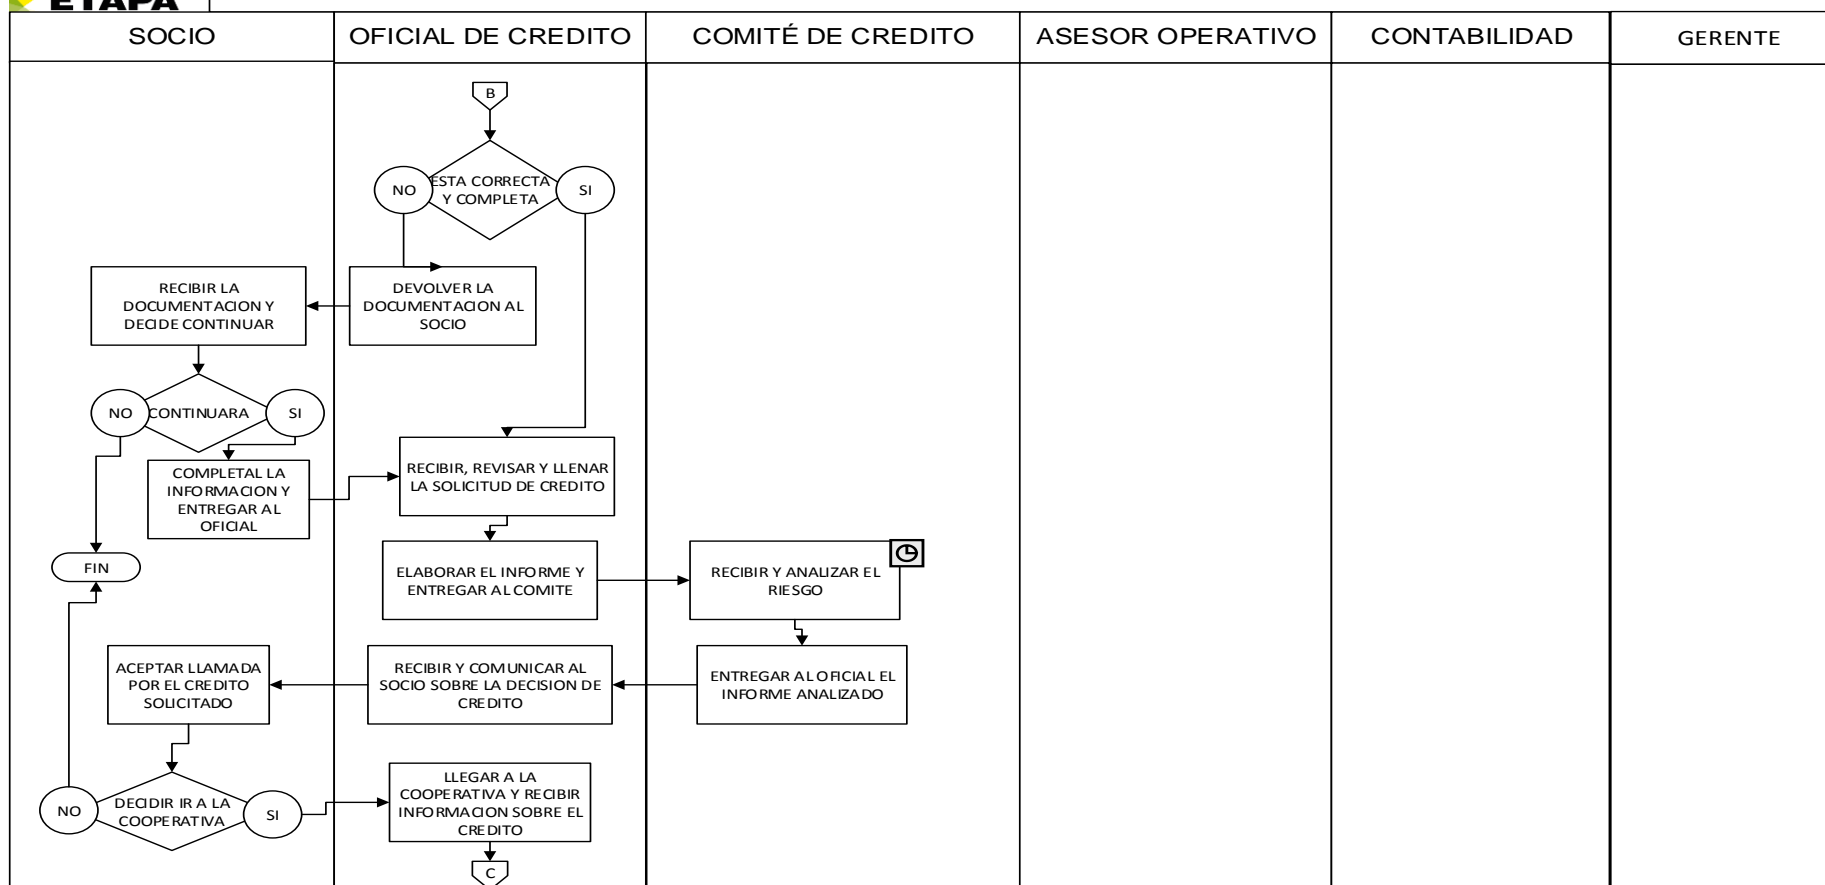 ETAPA
SOCIO
OFICIAL DE CREDITO
COMITÉ DE CREDITO
ASESOR OPERATIVO
CONTABILIDAD
GERENTE
B
NO
ESTA CORRECTA
Y COMPLETA
SI
RECIBIR LA
DOCUMENTACION Y
DECIDE CONTINUAR
DEVOLVER LA
DOCUMENTACION AL
SOCIO
NO
CONTINUARA
SI
COMPLETAL LA
INFORMACION Y
ENTREGAR AL
OFICIAL
RECIBIR, REVISAR Y LLENAR
LA SOLICITUD DE CREDITO
FIN
ELABORAR EL INFORME Y
ENTREGAR AL COMITE
RECIBIR Y ANALIZAR EL
RIESGO
ACEPTAR LLAMADA
POR EL CREDITO
SOLICITADO
RECIBIR Y COMUNICAR AL
SOCIO SOBRE LA DECISION DE
CREDITO
ENTREGAR AL OFICIAL EL
INFORME ANALIZADO
NO
DECIDIR IR A LA
COOPERATIVA
SI
LLEGAR A LA
COOPERATIVA Y RECIBIR
INFORMACION SOBRE EL
CREDITO
C